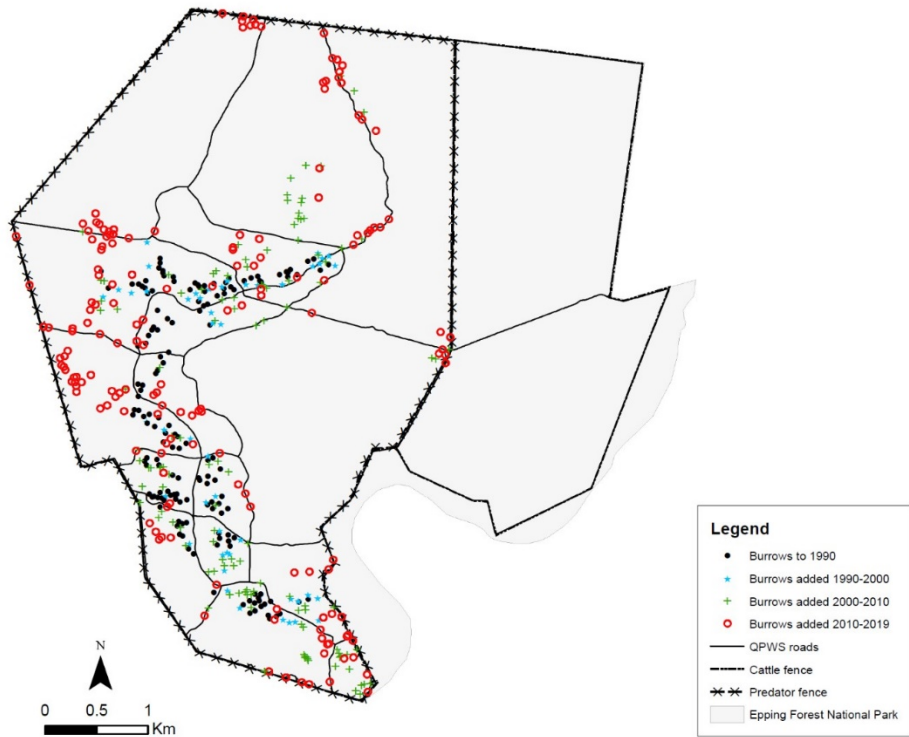 Legend
Burrows to 1990
Burrows added 1990-2000
Burrows added 2000-2010
Burrows added 2010-2019
QPWS roads
Cattle fence
Predator fence
Epping Forest National Park
N
0 0.5 1
Km